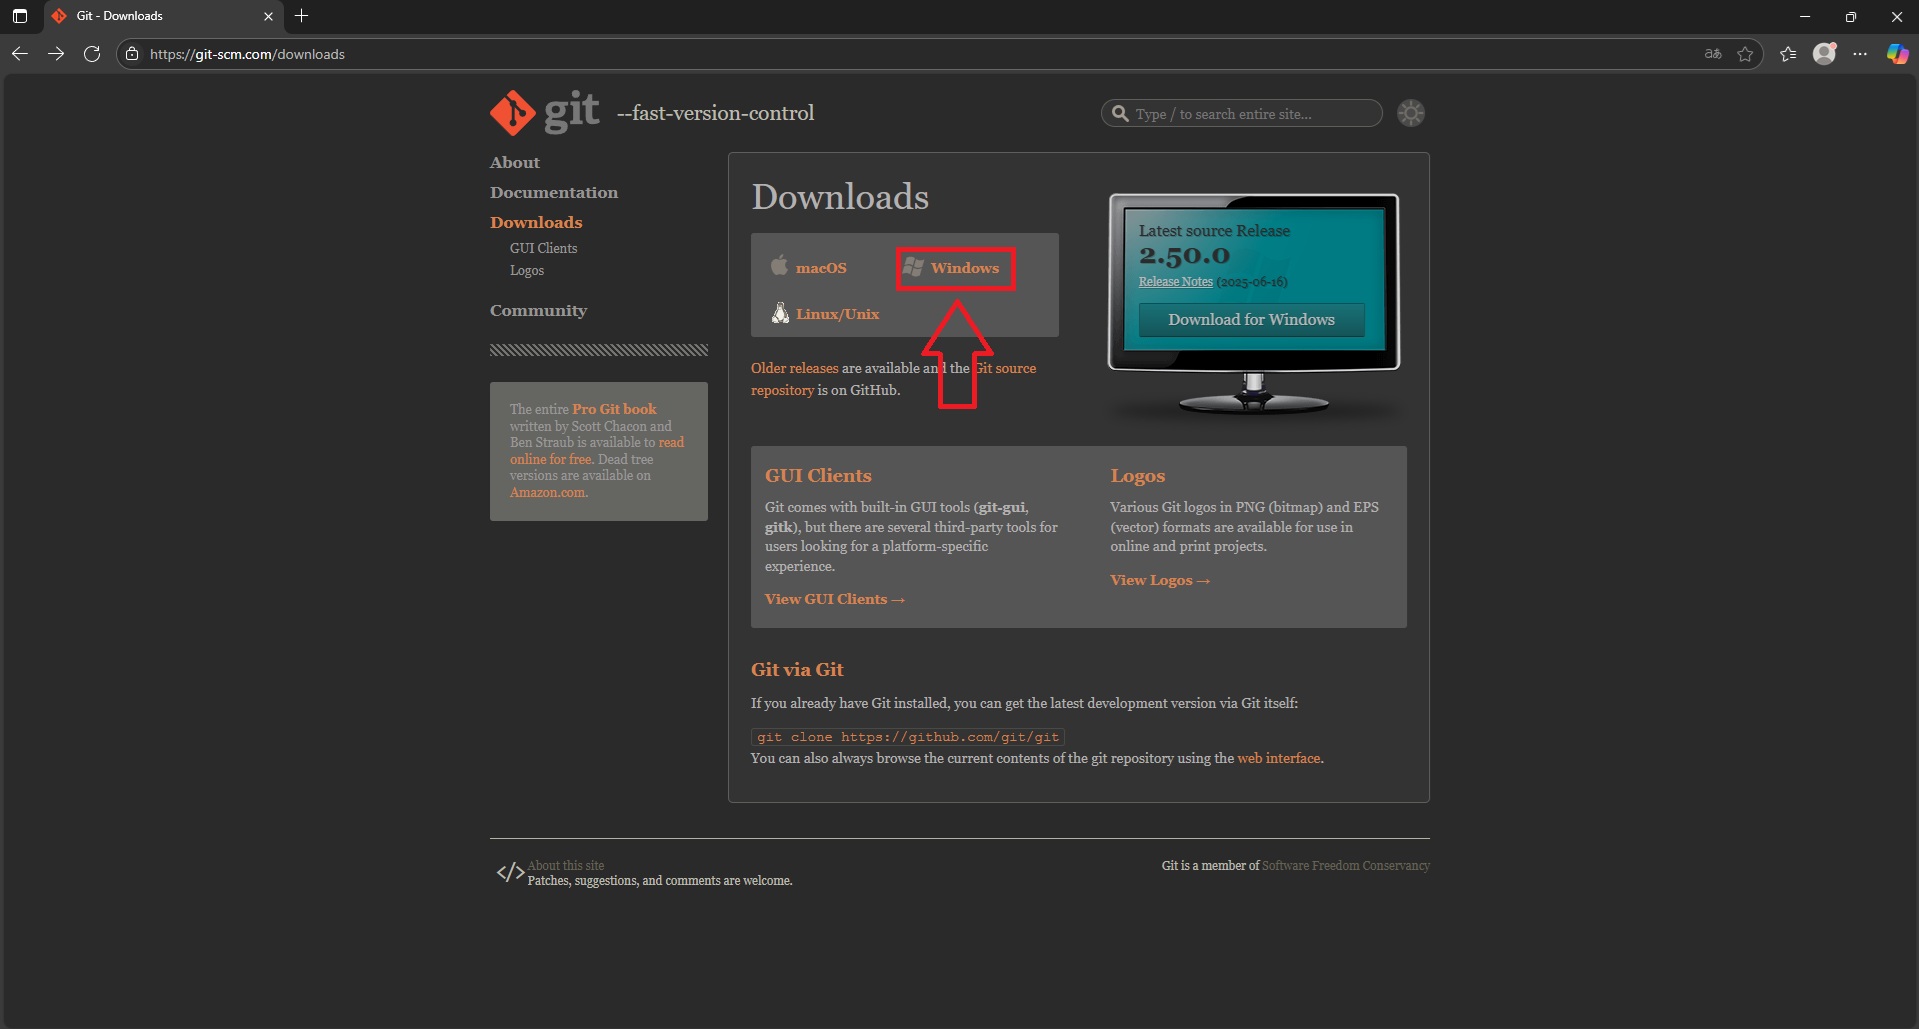 Git - Downloads
https://git-scm.com/downloads
aあ
git --fast-version-control
Type / to search entire site...
About
Documentation
Downloads
GUI Clients
Logos
Community
The entire Pro Git book
written by Scott Chacon and
Ben Straub is available to read
online for free. Dead tree
versions are available on
Amazon.com.
Downloads
macOS
Windows
Linux/Unix
Older releases are available and the Git source
repository is on GitHub.
Latest source Release
2.50.0
Release Notes (2025-06-16)
Download for Windows
GUI Clients
Git comes with built-in GUI tools (git-gui,
gitk), but there are several third-party tools for
users looking for a platform-specific
experience.
View GUI Clients →
Logos
Various Git logos in PNG (bitmap) and EPS
(vector) formats are available for use in
online and print projects.
View Logos →
Git via Git
If you already have Git installed, you can get the latest development version via Git itself:
git clone https://github.com/git/git
You can also always browse the current contents of the git repository using the web interface.
</> About this site
Patches, suggestions, and comments are welcome.
Git is a member of Software Freedom Conservancy